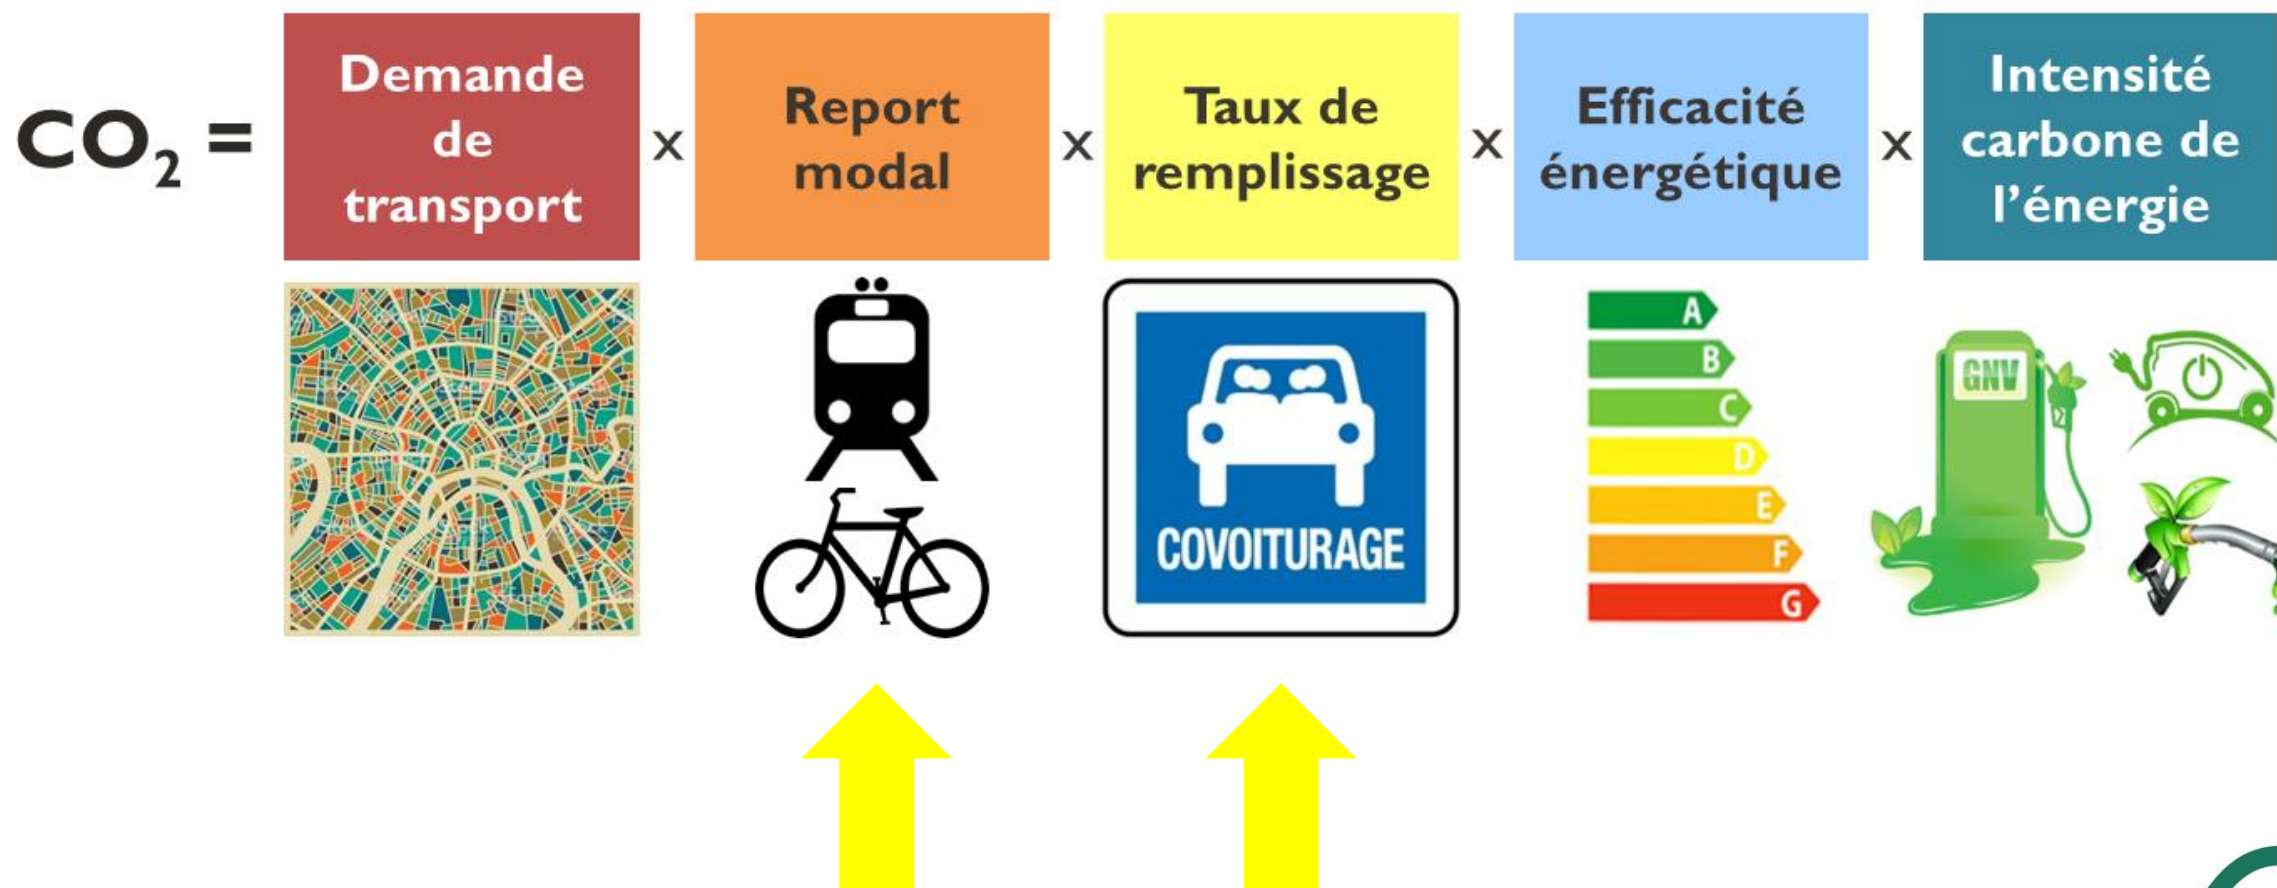 CO₂ =
Demande
de
transport
x
Report
modal
x
Taux de
remplissage
x
Efficacité
énergétique
x
Intensité
carbone de
l’énergie
COVOITURAGE
A
B
C
D
E
F
G
GNV